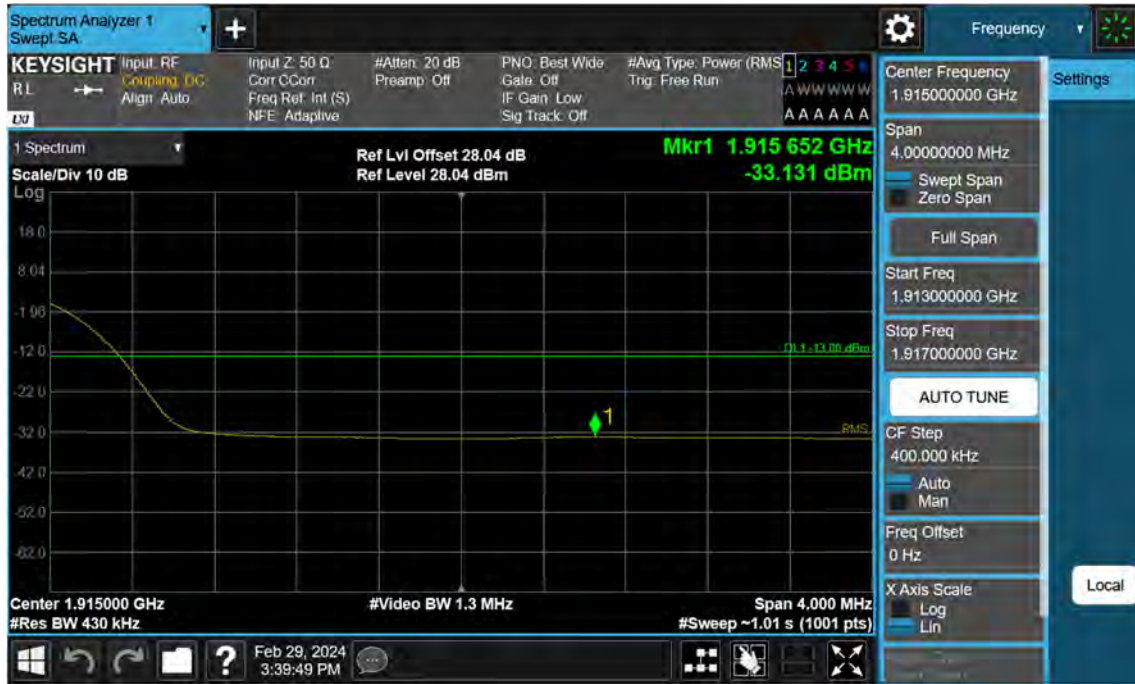 Spectrum Analyzer 1
Swept SA
+
Frequency
KEYSIGHT
RL
LXI
Input: RF
Coupling: DC
Align: Auto
Input Z: 50 Ω
Corr CCorr
Freq Ref: Int (S)
NFE: Adaptive
#Atten: 20 dB
Preamp: Off
PNO: Best Wide
Gate: Off
IF Gain: Low
Sig Track: Off
#Avg Type: Power (RMS
Trig: Free Run
1 2 3 4 5 6
A W W W W W
A A A A A A
1 Spectrum
Scale/Div 10 dB
Ref Lvl Offset 28.04 dB
Ref Level 28.04 dBm
Mkr1 1.915 652 GHz
-33.131 dBm
Log
18.0
8.04
-1.96
-12.0
DL1 -13.00 dBm
-22.0
1
-32.0
RMS
-42.0
-52.0
-62.0
Center 1.915000 GHz
#Video BW 1.3 MHz
Span 4.000 MHz
#Res BW 430 kHz
#Sweep ~1.01 s (1001 pts)
Feb 29, 2024
3:39:49 PM
?
Center Frequency
1.915000000 GHz
Settings
Span
4.00000000 MHz
Swept Span
Zero Span
Full Span
Start Freq
1.913000000 GHz
Stop Freq
1.917000000 GHz
AUTO TUNE
CF Step
400.000 kHz
Auto
Man
Freq Offset
0 Hz
X Axis Scale
Log
Lin
Local